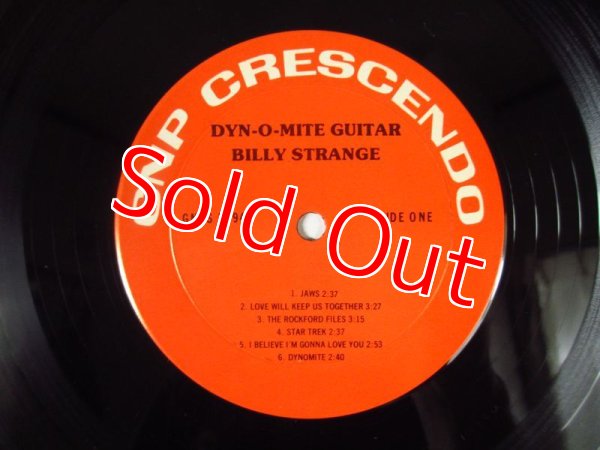 GNP CRESCENDO
DYN-O-MITE GUITAR
BILLY STRANGE
Sold Out
ONE
1. JAWS 2:37
2. LOVE WILL KEEP US TOGETHER 3:27
3. THE ROCKFORD FILES 3:15
4. STAR TREK 2:37
5. I BELIEVE I'M GONNA LOVE YOU 2:53
6. DYNOMITE 2:40